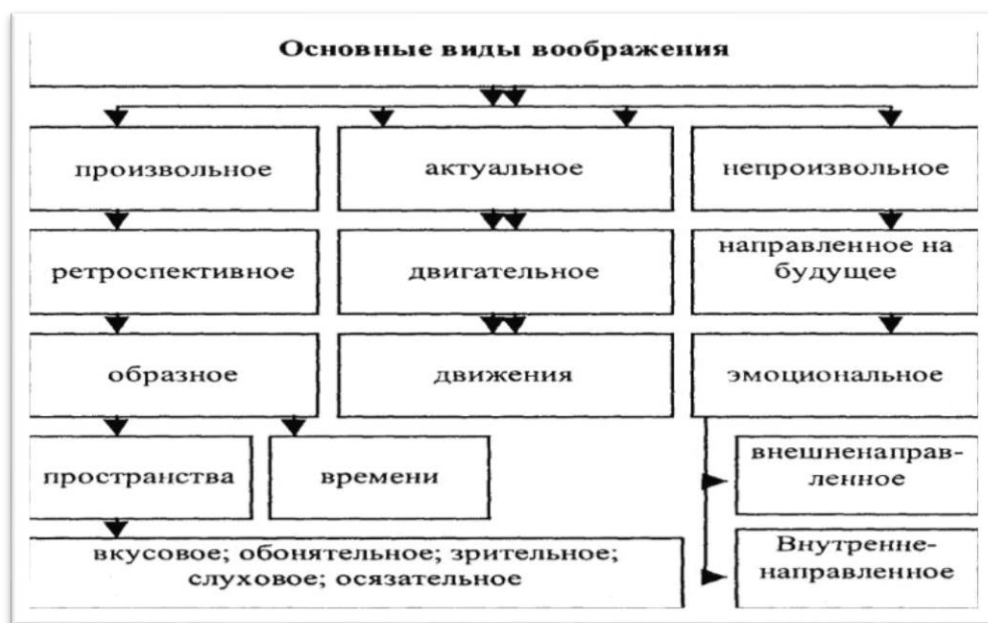 Основные виды воображения
произвольное
актуальное
непроизвольное
ретроспективное
двигательное
направленное на
будущее
образное
движения
эмоциональное
пространства
времени
внешненаправ-
ленное
вкусовое; обонятельное; зрительное;
слуховое; осязательное
Внутренне-
направленное